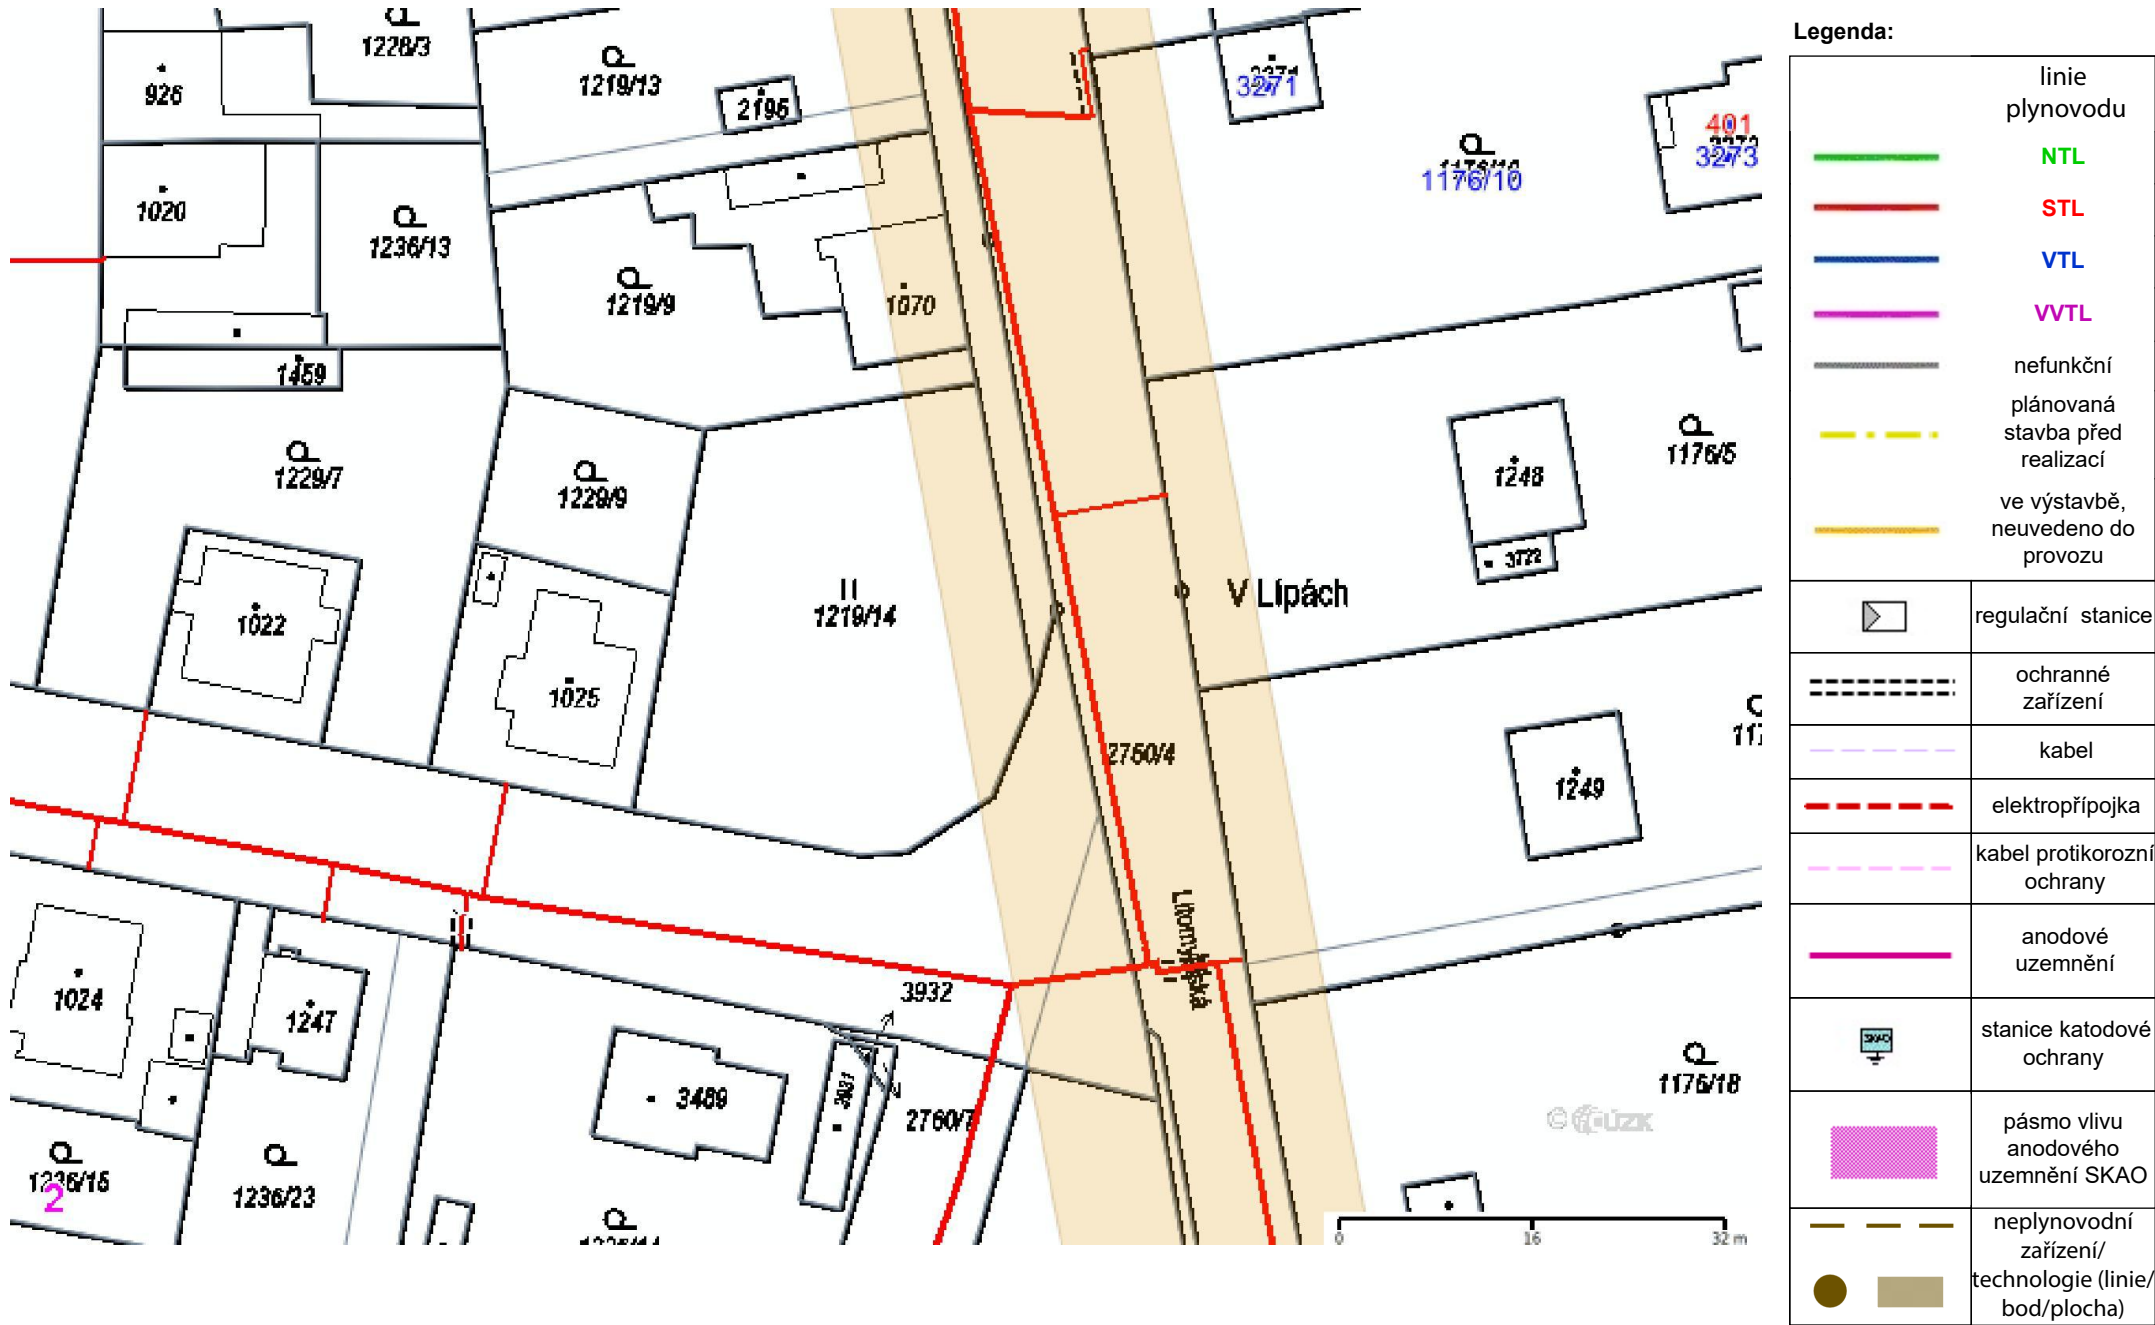 1228/3
926
1219/13
2195
3271
401
3273
1176/10
1020
1236/13
1219/9
1070
1459
1229/7
1229/9
1248
1176/5
3722
II
1219/14
V Lípách
1022
1025
2750/4
1249
3932
1024
1247
3489
3931
2760/7
1176/18
1236/15
2
1236/23
0 16 32 m
Legenda:
linie
plynovodu
NTL
STL
VTL
VVTL
nefunkční
plánovaná
stavba před
realizací
ve výstavbě,
neuvedeno do
provozu
regulační stanice
ochranné
zařízení
kabel
elektropřípojka
kabel protikorozní
ochrany
anodové
uzemnění
SKAO
stanice katodové
ochrany
pásmo vlivu
anodového
uzemnění SKAO
neplynovodní
zařízení/
technologie (linie/
bod/plocha)